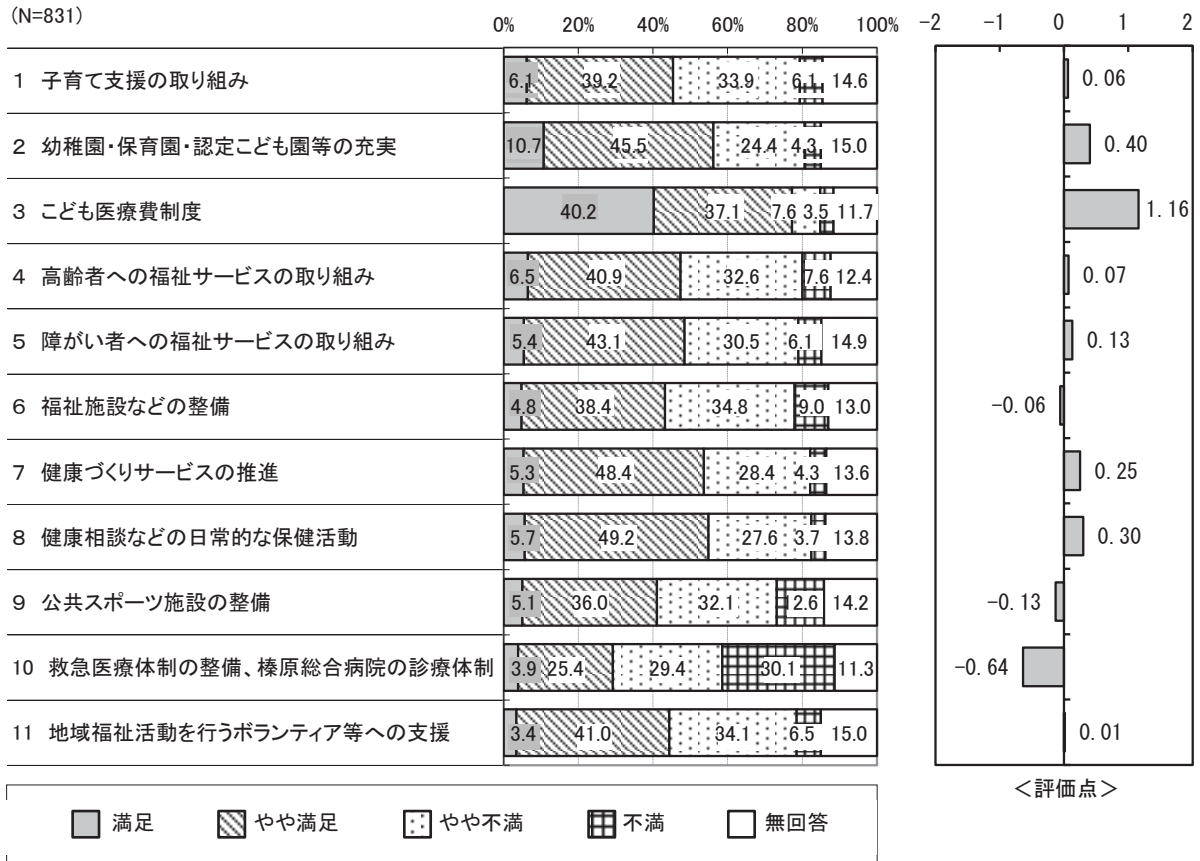 (N=831)
0% 20% 40% 60% 80% 100%
-2 -1 0 1 2
1 子育て支援の取り組み 6.1 39.2 33.9 6.1 14.6 0.06
2 幼稚園・保育園・認定こども園等の充実 10.7 45.5 24.4 4.3 15.0 0.40
3 こども医療費制度 40.2 37.1 7.6 3.5 11.7 1.16
4 高齢者への福祉サービスの取り組み 6.5 40.9 32.6 7.6 12.4 0.07
5 障がい者への福祉サービスの取り組み 5.4 43.1 30.5 6.1 14.9 0.13
6 福祉施設などの整備 4.8 38.4 34.8 9.0 13.0 -0.06
7 健康づくりサービスの推進 5.3 48.4 28.4 4.3 13.6 0.25
8 健康相談などの日常的な保健活動 5.7 49.2 27.6 3.7 13.8 0.30
9 公共スポーツ施設の整備 5.1 36.0 32.1 12.6 14.2 -0.13
10 救急医療体制の整備、榛原総合病院の診療体制 3.9 25.4 29.4 30.1 11.3 -0.64
11 地域福祉活動を行うボランティア等への支援 3.4 41.0 34.1 6.5 15.0 0.01
＜評価点＞
満足 やや満足 やや不満 不満 無回答